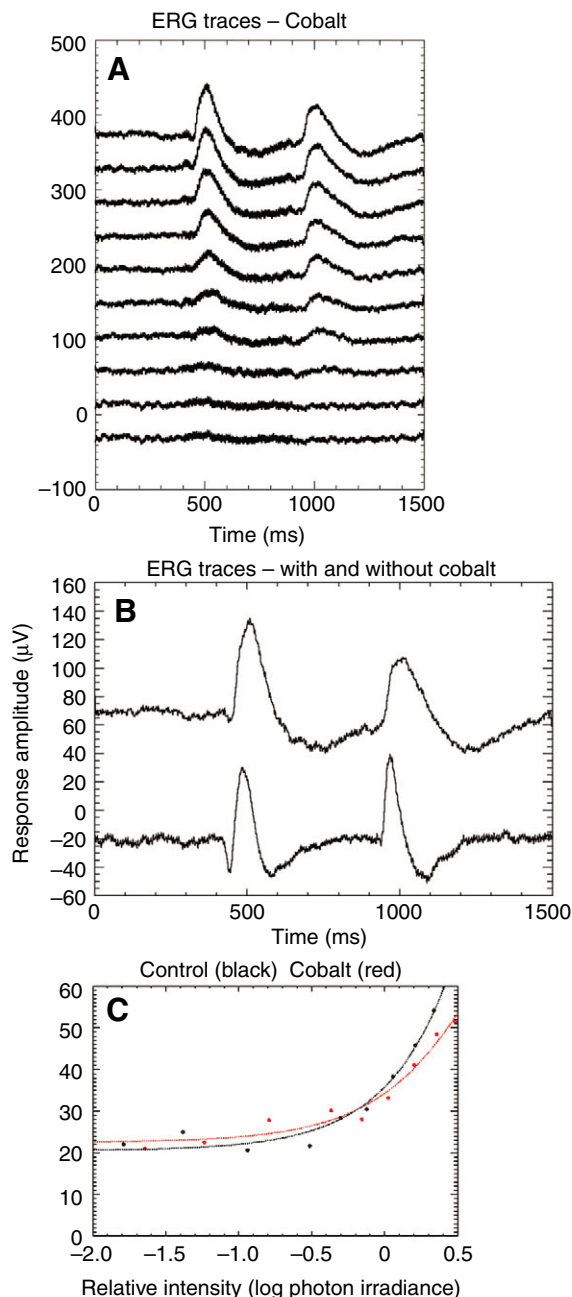 ERG traces – Cobalt
A
500
400
300
200
100
0
–100
0 500 1000 1500
Time (ms)
ERG traces – with and without cobalt
B
160
140
120
100
80
60
40
20
0
–20
–40
–60
Response amplitude (μV)
0 500 1000 1500
Time (ms)
Control (black) Cobalt (red)
C
60
50
40
30
20
10
0
–2.0 –1.5 –1.0 –0.5 0 0.5
Relative intensity (log photon irradiance)